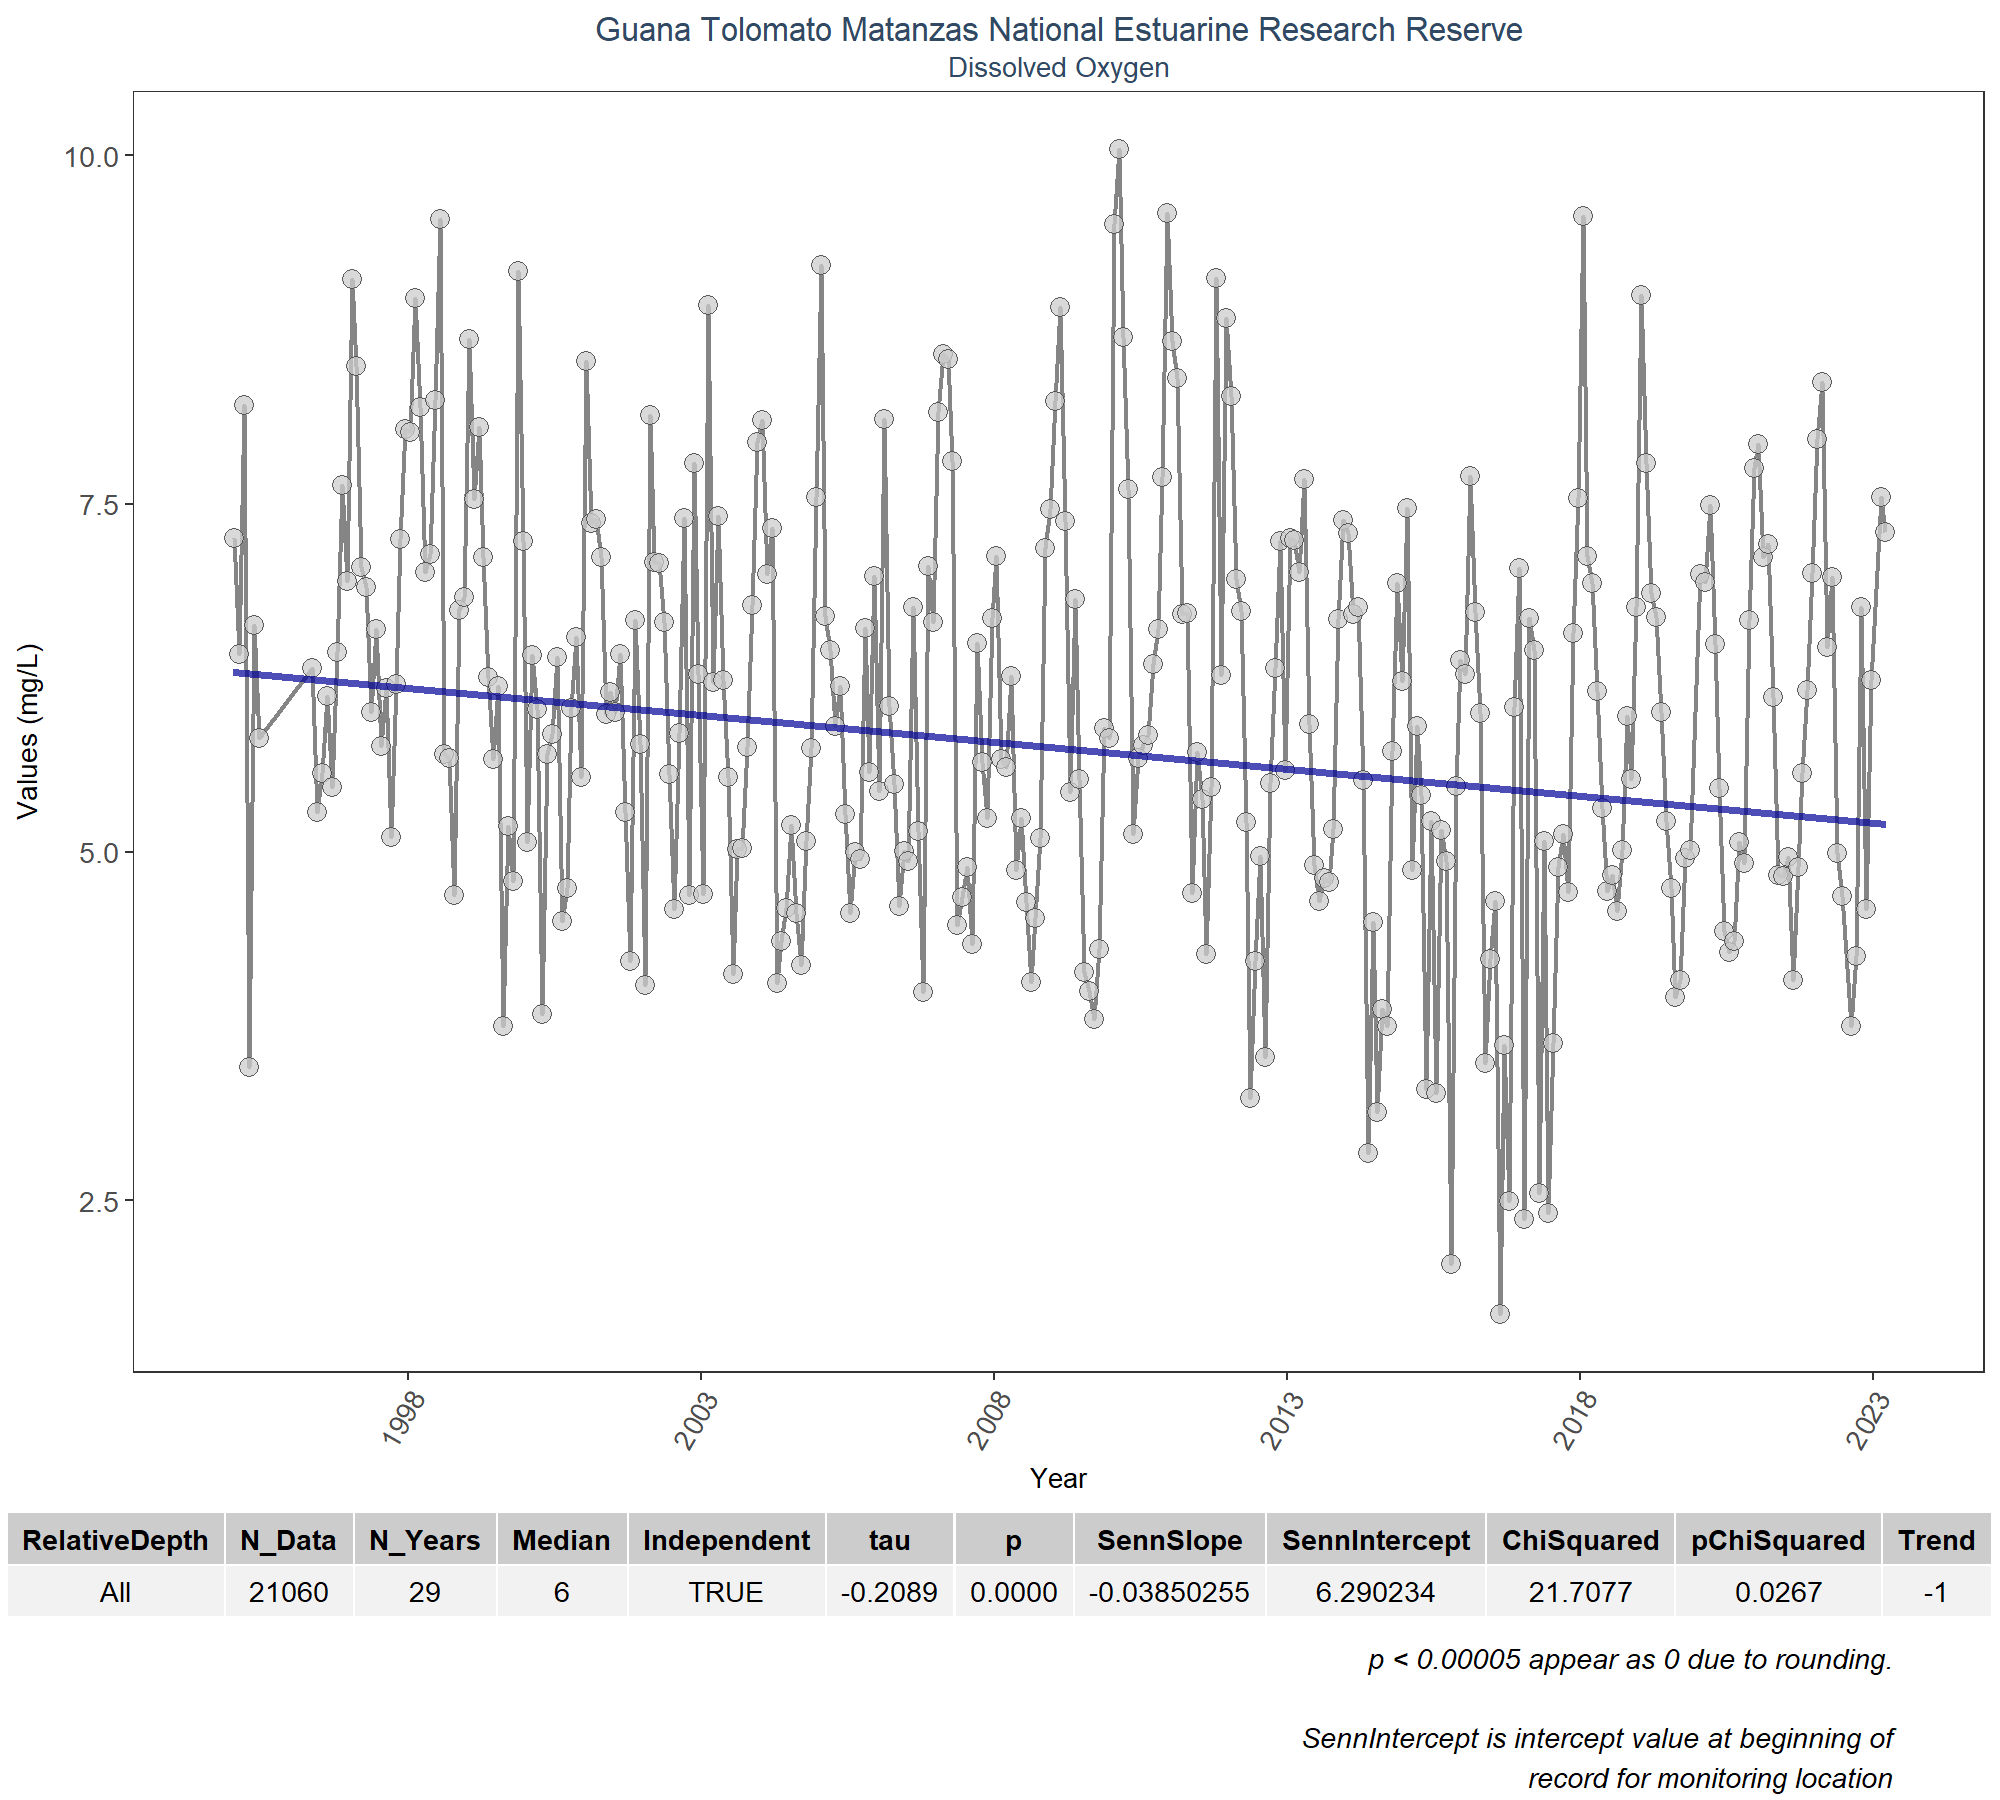 Guana Tolomato Matanzas National Estuarine Research Reserve
Dissolved Oxygen
10.0
7.5
5.0
2.5
Values (mg/L)
1998 2003 2008 2013 2018 2023
Year
RelativeDepth N_Data N_Years Median Independent tau p SennSlope SennIntercept ChiSquared pChiSquared Trend
All 21060 29 6 TRUE -0.2089 0.0000 -0.03850255 6.290234 21.7077 0.0267 -1
p < 0.00005 appear as 0 due to rounding.
SennIntercept is intercept value at beginning of
record for monitoring location